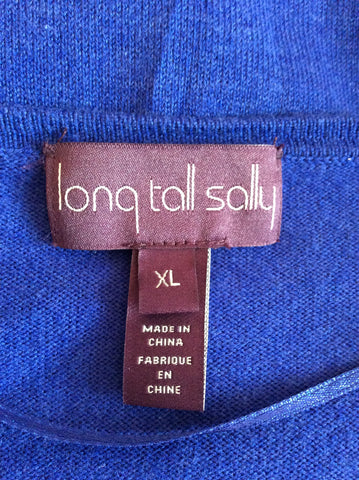 long tall sally
XL
MADE IN
CHINA
FABRIQUE
EN
CHINE